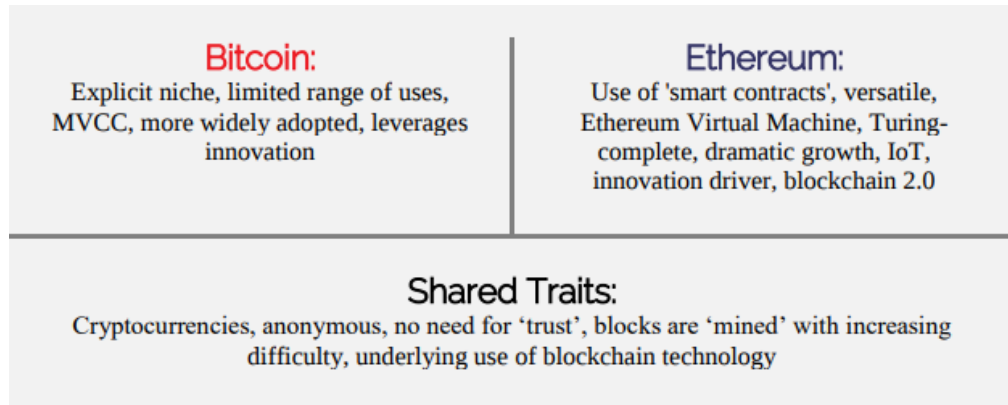 Bitcoin:
Explicit niche, limited range of uses,
MVCC, more widely adopted, leverages
innovation
Ethereum:
Use of 'smart contracts', versatile,
Ethereum Virtual Machine, Turing-
complete, dramatic growth, IoT,
innovation driver, blockchain 2.0
Shared Traits:
Cryptocurrencies, anonymous, no need for ‘trust’, blocks are ‘mined’ with increasing
difficulty, underlying use of blockchain technology